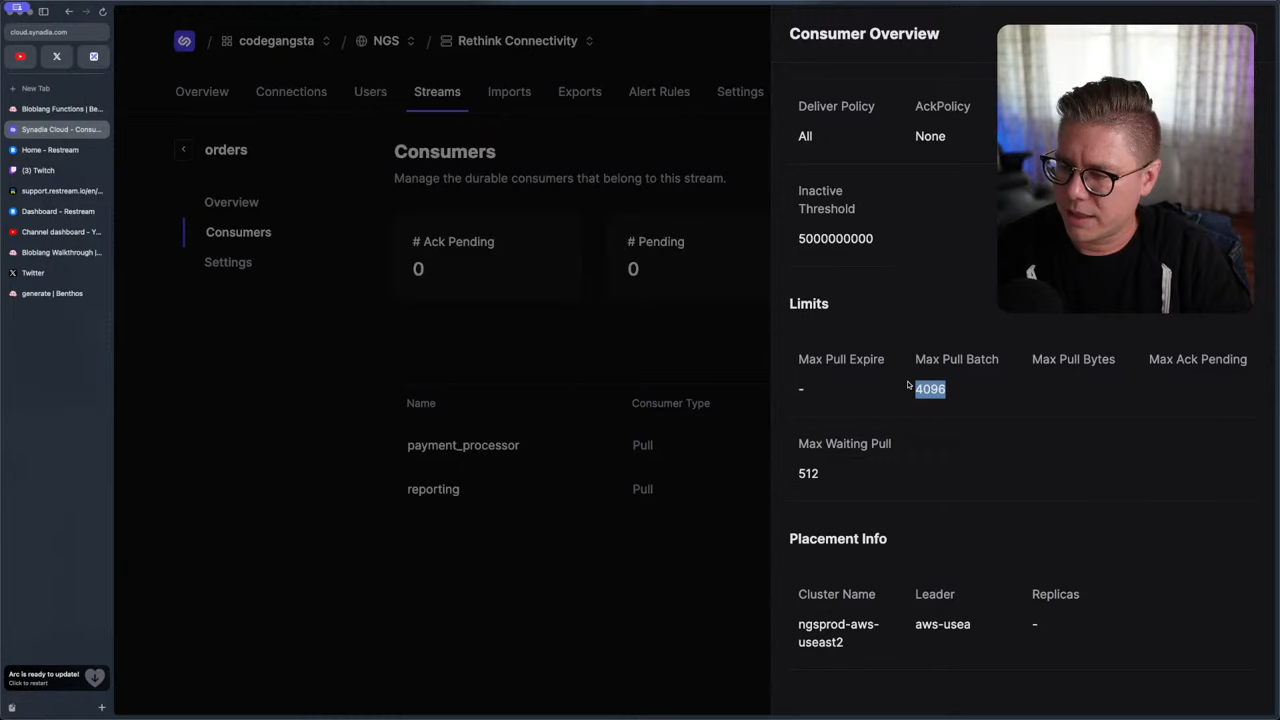 cloud.synadia.com
New Tab
Bloblang Functions | Be...
Synadia Cloud - Consu...
Home - Restream
(3) Twitch
support.restream.io/en/...
Dashboard - Restream
Channel dashboard - Y...
Bloblang Walkthrough |...
Twitter
generate | Benthos
Arc is ready to update!
Click to restart
/ codegangsta / NGS / Rethink Connectivity
Overview Connections Users Streams Imports Exports Alert Rules Settings
orders
Overview
Consumers
Settings
Consumers
Manage the durable consumers that belong to this stream.
# Ack Pending # Pending
0 0
Name Consumer Type
payment_processor Pull
reporting Pull
Consumer Overview
Deliver Policy AckPolicy
All None
Inactive
Threshold
5000000000
Limits
Max Pull Expire Max Pull Batch Max Pull Bytes Max Ack Pending
- 4096
Max Waiting Pull
512
Placement Info
Cluster Name Leader Replicas
ngsprod-aws- aws-usea -
useast2